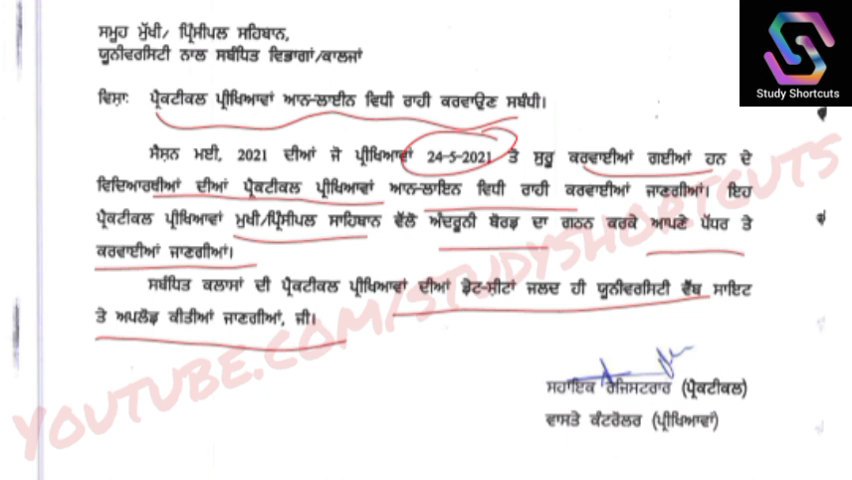 ਸਮੂਹ ਮੁੱਖੀ/ ਪ੍ਰਿੰਸੀਪਲ ਸਹਿਬਾਨ,
ਯੂਨੀਵਰਸਿਟੀ ਨਾਲ ਸਬੰਧਿਤ ਵਿਭਾਗਾਂ/ਕਾਲਜਾਂ
Study Shortcuts
ਵਿਸ਼ਾ: ਪ੍ਰੈਕਟੀਕਲ ਪ੍ਰੀਖਿਆਵਾਂ ਆਨ-ਲਾਈਨ ਵਿਧੀ ਰਾਹੀ ਕਰਵਾਉਣ ਸਬੰਧੀ।
ਸੈਸ਼ਨ ਮਈ, 2021 ਦੀਆਂ ਜੋ ਪ੍ਰੀਖਿਆਵਾਂ 24-5-2021 ਤੋ ਸ਼ੁਰੂ ਕਰਵਾਈਆਂ ਗਈਆਂ ਹਨ ਦੇ
ਵਿਦਿਆਰਥੀਆਂ ਦੀਆਂ ਪ੍ਰੈਕਟੀਕਲ ਪ੍ਰੀਖਿਆਵਾਂ ਆਨ-ਲਾਇਨ ਵਿਧੀ ਰਾਹੀ ਕਰਵਾਈਆਂ ਜਾਣਗੀਆਂ। ਇਹ
ਪ੍ਰੈਕਟੀਕਲ ਪ੍ਰੀਖਿਆਵਾਂ ਮੁਖੀ/ਪ੍ਰਿੰਸੀਪਲ ਸਾਹਿਬਾਨ ਵੱਲੋ ਅੰਦਰੂਨੀ ਬੋਰਡ ਦਾ ਗਠਨ ਕਰਕੇ ਆਪਣੇ ਪੱਧਰ ਤੇ
ਕਰਵਾਈਆਂ ਜਾਣਗੀਆਂ।
ਸਬੰਧਿਤ ਕਲਾਸਾਂ ਦੀ ਪ੍ਰੈਕਟੀਕਲ ਪ੍ਰੀਖਿਆਵਾਂ ਦੀਆਂ ਡੇਟ-ਸ਼ੀਟਾਂ ਜਲਦ ਹੀ ਯੂਨੀਵਰਸਿਟੀ ਵੈੱਬ ਸਾਇਟ
ਤੇ ਅਪਲੋਡ ਕੀਤੀਆਂ ਜਾਣਗੀਆਂ, ਜੀ।
ਸਹਾਇਕ ਰਜਿਸਟਰਾਰ (ਪ੍ਰੈਕਟੀਕਲ)
ਵਾਸਤੇ ਕੰਟਰੋਲਰ (ਪ੍ਰੀਖਿਆਵਾਂ)
YOUTUBE.COM/STUDYSHORTCUTS